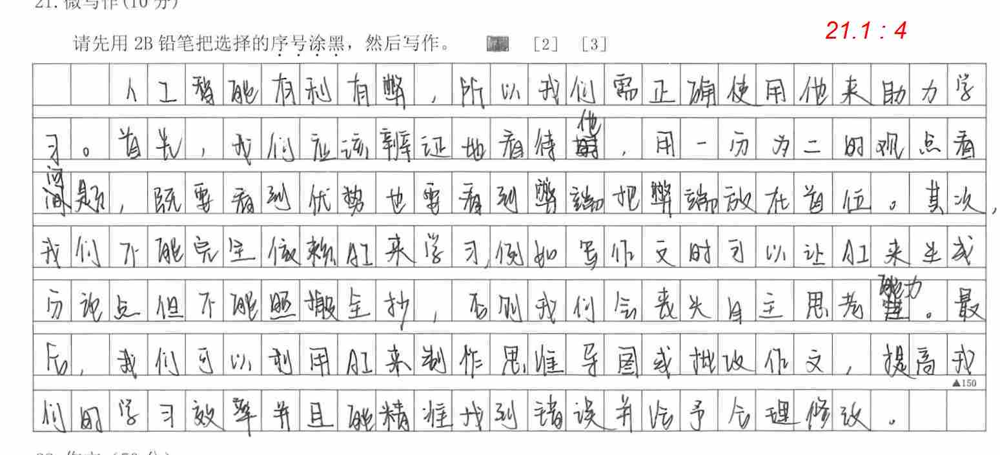 21. 微写作(10分)
21.1 : 4
请先用 2B 铅笔把选择的序号涂黑，然后写作。 [2] [3]
人工智能有利有弊，所以我们需正确使用他来助力学
习。首先，我们应该辨证地看待他，用一分为二的观点看
问题，既要看到优势也要看到弊端把弊端放在首位。其次，
我们不能完全依赖AI来学习，例如写作文时可以让AI来生成
分论点但不能照搬全抄，否则我们会丧失自主思考能力。最
后，我们可以利用AI来制作思维导图或批改作文，提高我
▲150
们的学习效率并且能精准找到错误并给予合理修改。